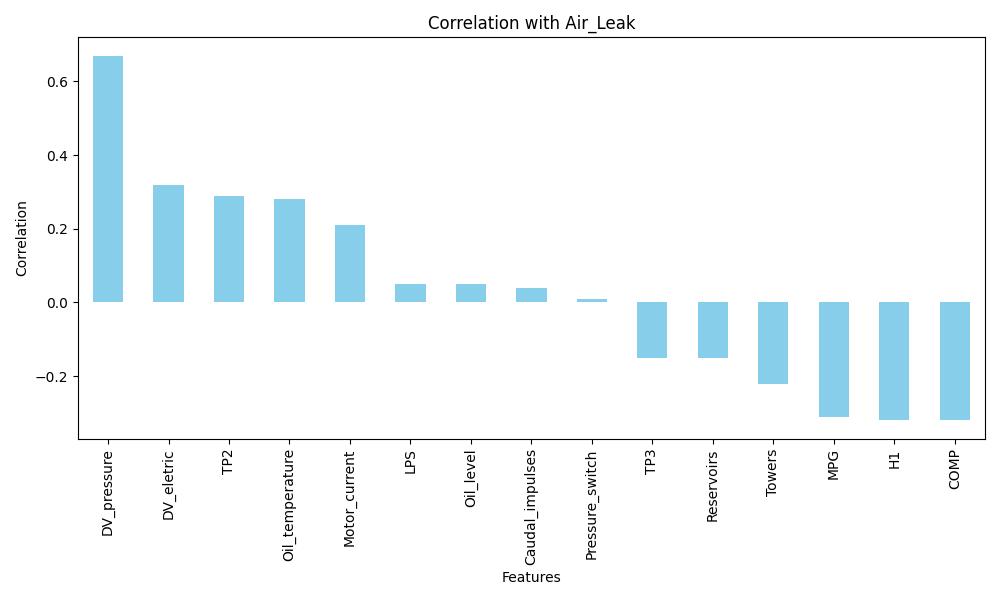 Correlation with Air_Leak
Correlation
0.6
0.4
0.2
0.0
−0.2
DV_pressure
DV_eletric
TP2
Oil_temperature
Motor_current
LPS
Oil_level
Caudal_impulses
Pressure_switch
TP3
Reservoirs
Towers
MPG
H1
COMP
Features